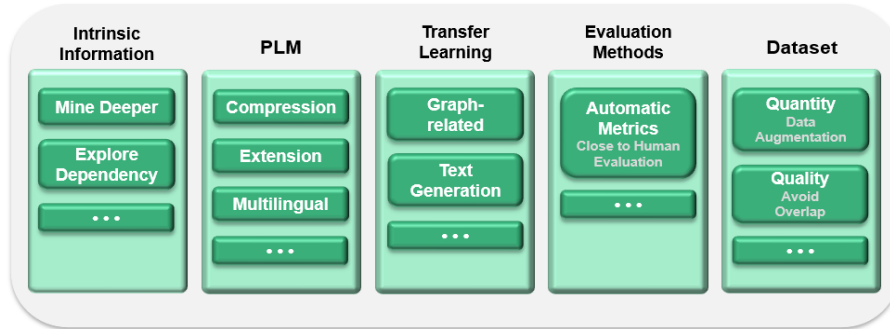 Intrinsic
Information
Mine Deeper
Explore
Dependency
...
PLM
Compression
Extension
Multilingual
...
Transfer
Learning
Graph-
related
Text
Generation
...
Evaluation
Methods
Automatic
Metrics
Close to Human
Evaluation
...
Dataset
Quantity
Data
Augmentation
Quality
Avoid
Overlap
...